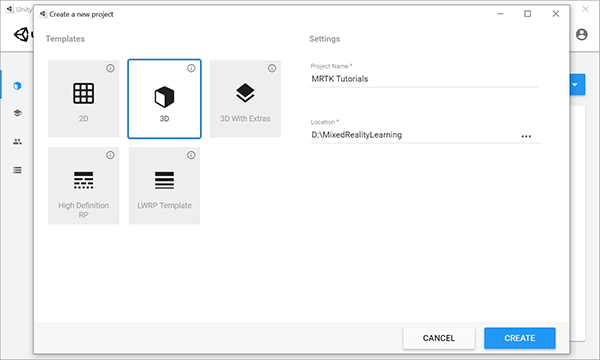 Unity
Create a new project
Templates
Settings
2D
3D
3D With Extras
High Definition
RP
LWRP Template
Project Name *
MRTK Tutorials
Location *
D:\MixedRealityLearning
CANCEL
CREATE